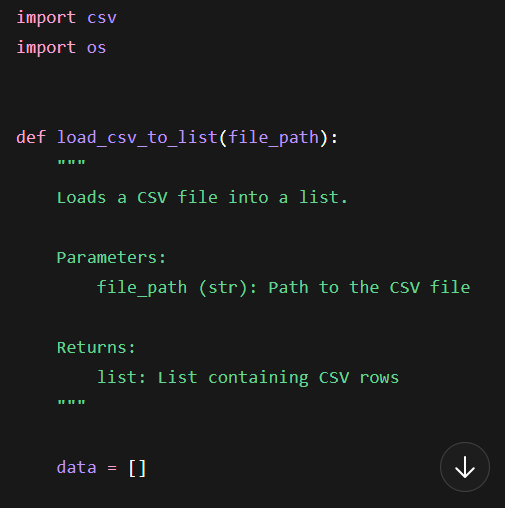 import csv
import os
def load_csv_to_list(file_path):
    """
    Loads a CSV file into a list.
    Parameters:
        file_path (str): Path to the CSV file
    Returns:
        list: List containing CSV rows
    """
    data = []